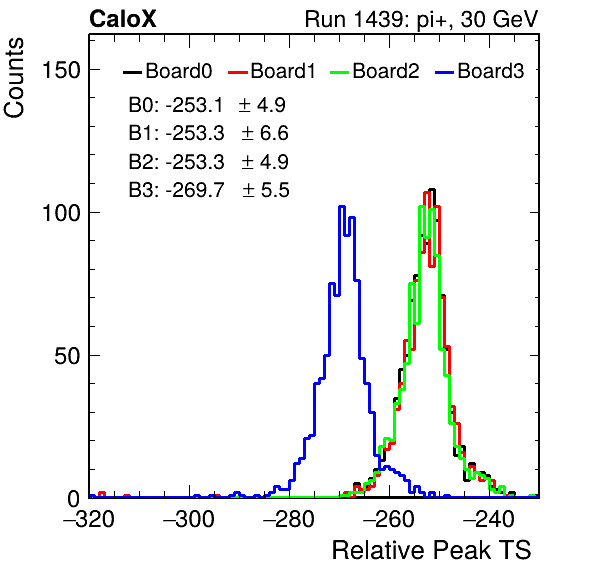 CaloX Run 1439: pi+, 30 GeV
Counts
150
Board0 Board1 Board2 Board3
B0: -253.1 ± 4.9
B1: -253.3 ± 6.6
B2: -253.3 ± 4.9
B3: -269.7 ± 5.5
100
50
0
−320 −300 −280 −260 −240
Relative Peak TS